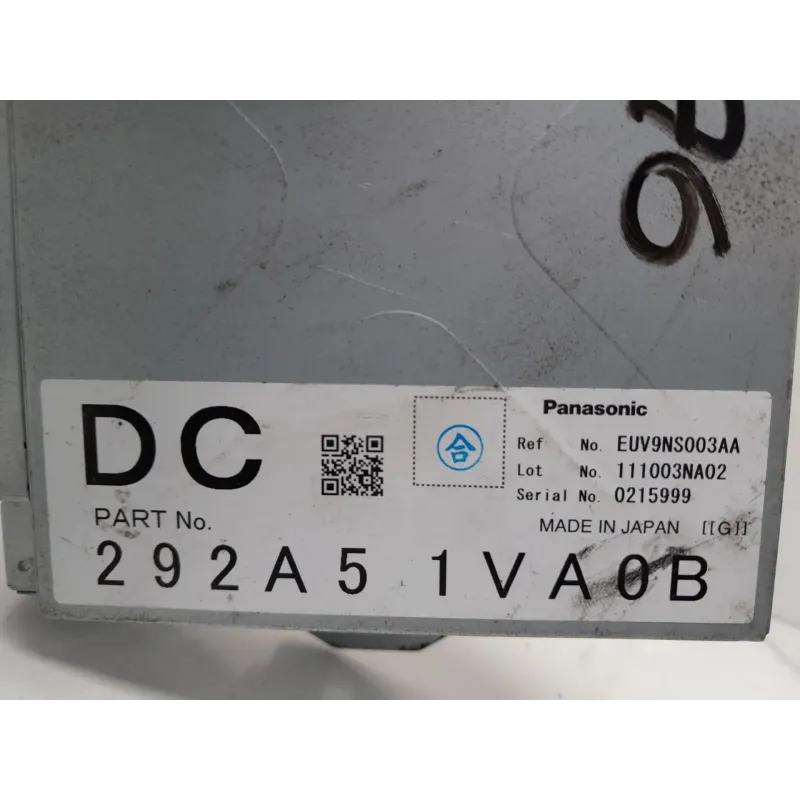 DC
合
Panasonic
Ref No. EUV9NS003AA
Lot No. 111003NA02
Serial No. 0215999
MADE IN JAPAN [[G]]
PART No.
292A5 1VA0B